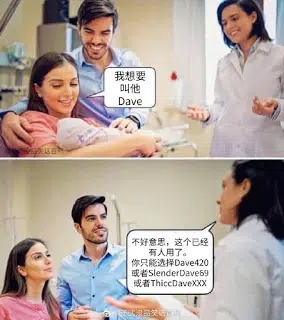 我想要
叫他
Dave
不好意思，这个已经
有人用了。
你只能选择Dave420
或者SlenderDave69
或者ThiccDaveXXX